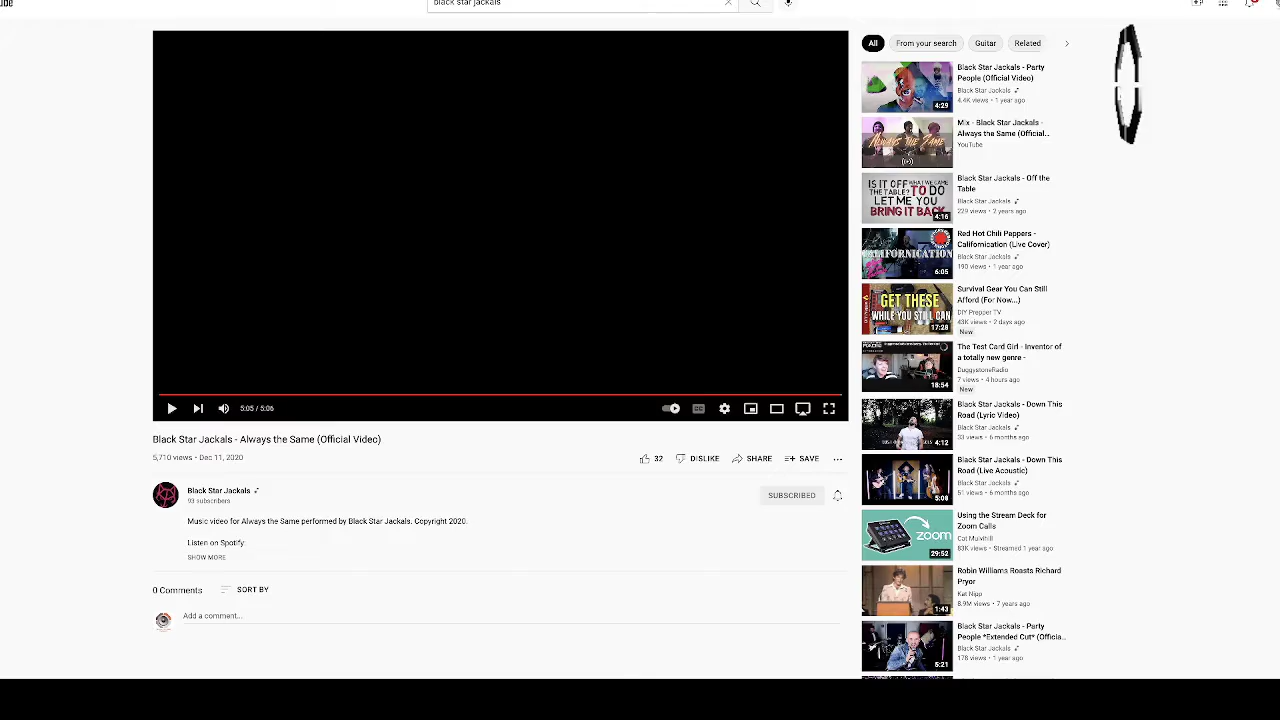 black star jackals
5:05 / 5:06
Black Star Jackals - Always the Same (Official Video)
5,710 views • Dec 11, 2020
32
DISLIKE
SHARE
SAVE
Black Star Jackals
93 subscribers
SUBSCRIBED
Music video for Always the Same performed by Black Star Jackals. Copyright 2020.
Listen on Spotify:
SHOW MORE
0 Comments
SORT BY
Add a comment...
All
From your search
Guitar
Related
4:29
Black Star Jackals - Party
People (Official Video)
Black Star Jackals
4.4K views • 1 year ago
ALWAYS THE SAME
Mix - Black Star Jackals -
Always the Same (Official...
YouTube
IS IT OFF WHAT WE CAME
THE TABLE? TO DO
LET ME YOU
BRING IT BACK
4:16
Black Star Jackals - Off the
Table
Black Star Jackals
229 views • 2 years ago
CALIFORNICATION
6:05
Red Hot Chili Peppers -
Californication (Live Cover)
Black Star Jackals
190 views • 1 year ago
GET THESE
WHILE YOU STILL CAN
17:28
Survival Gear You Can Still
Afford (For Now...)
DIY Prepper TV
43K views • 2 days ago
New
18:54
The Test Card Girl - Inventor of
a totally new genre -
DuggystoneRadio
7 views • 4 hours ago
New
4:12
Black Star Jackals - Down This
Road (Lyric Video)
Black Star Jackals
33 views • 6 months ago
5:08
Black Star Jackals - Down This
Road (Live Acoustic)
Black Star Jackals
51 views • 6 months ago
zoom
29:52
Using the Stream Deck for
Zoom Calls
Cat Mulvihill
83K views • Streamed 1 year ago
1:43
Robin Williams Roasts Richard
Pryor
Kat Nipp
8.9M views • 7 years ago
5:21
Black Star Jackals - Party
People *Extended Cut* (Officia...
Black Star Jackals
178 views • 1 year ago